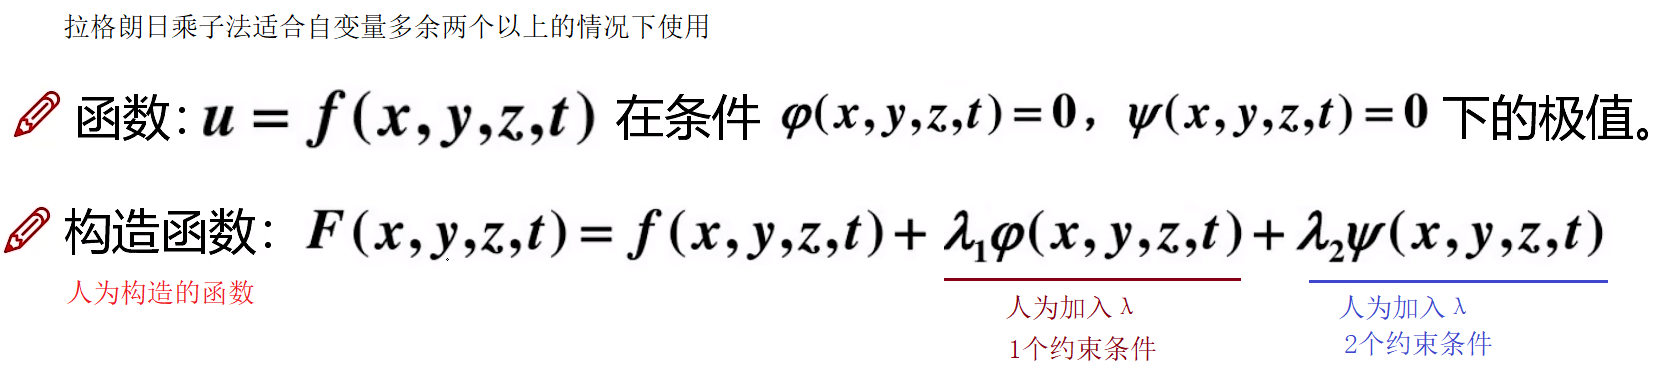 拉格朗日乘子法适合自变量多余两个以上的情况下使用
函数：u = f(x,y,z,t) 在条件 φ(x,y,z,t)=0，ψ(x,y,z,t)=0 下的极值。
构造函数：F(x,y,z,t)=f(x,y,z,t)+λ₁φ(x,y,z,t)+λ₂ψ(x,y,z,t)
人为构造的函数
人为加入λ
1个约束条件
人为加入λ
2个约束条件